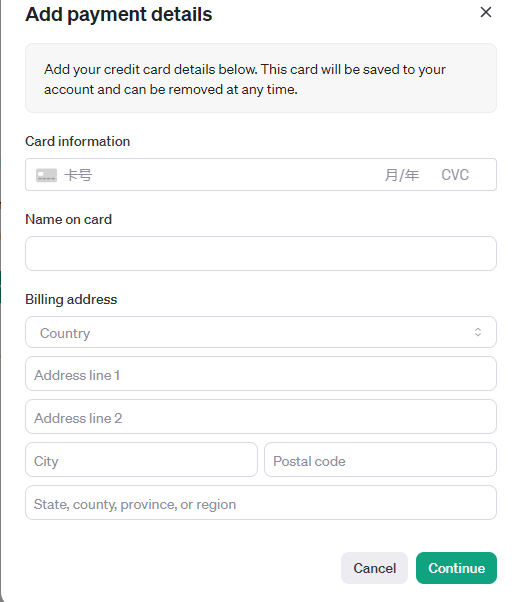 Add payment details
Add your credit card details below. This card will be saved to your
account and can be removed at any time.
Card information
卡号 月/年 CVC
Name on card
Billing address
Country
Address line 1
Address line 2
City Postal code
State, county, province, or region
Cancel Continue